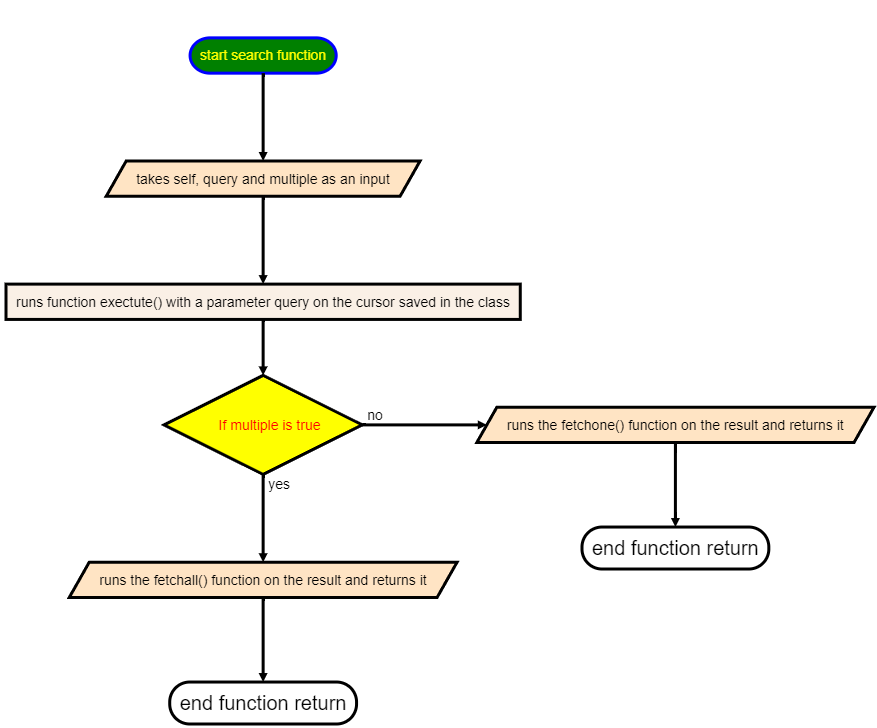 start search function
takes self, query and multiple as an input
runs function exectute() with a parameter query on the cursor saved in the class
If multiple is true
no
runs the fetchone() function on the result and returns it
yes
end function return
runs the fetchall() function on the result and returns it
end function return